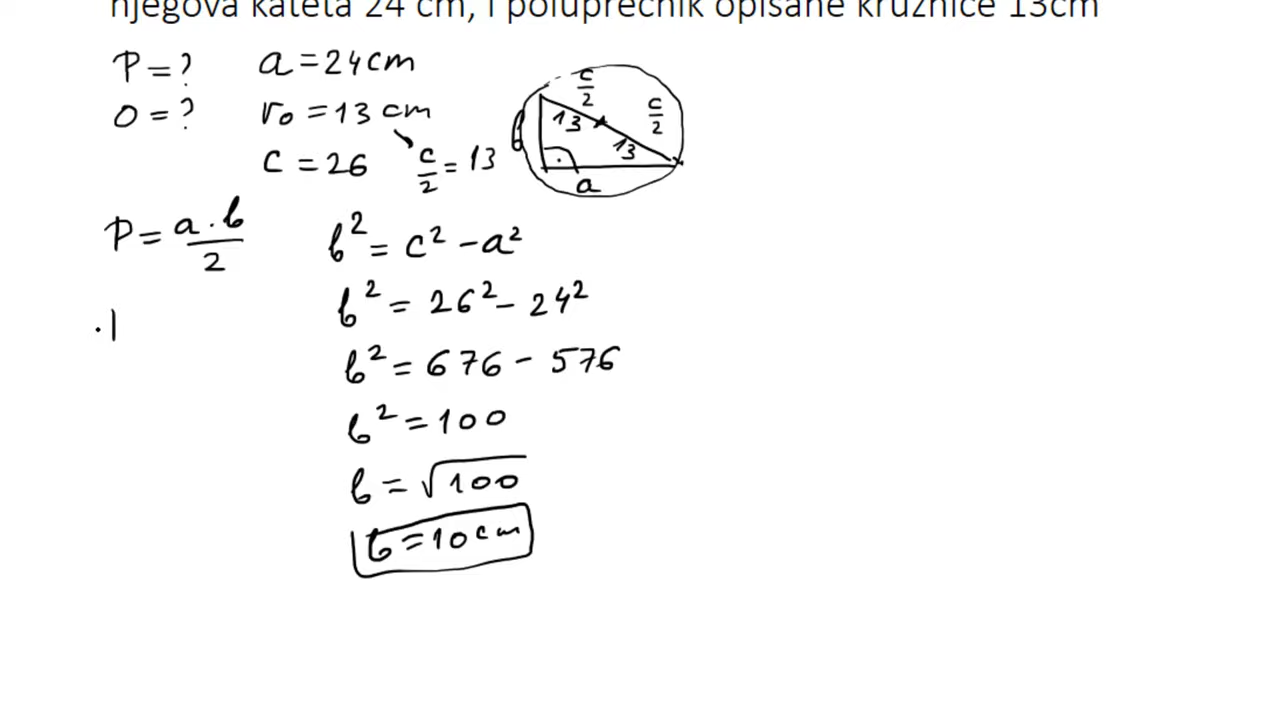 njegova kateta 24 cm, i poluprečnik opisane kružnice 13cm
P = ? a = 24cm
O = ? r₀ = 13 cm
c = 26 c/2 = 13
c/2
c/2
13
13
b
a
P = a · b / 2
b² = c² - a²
b² = 26² - 24²
b² = 676 - 576
b² = 100
b = √100
b = 10cm